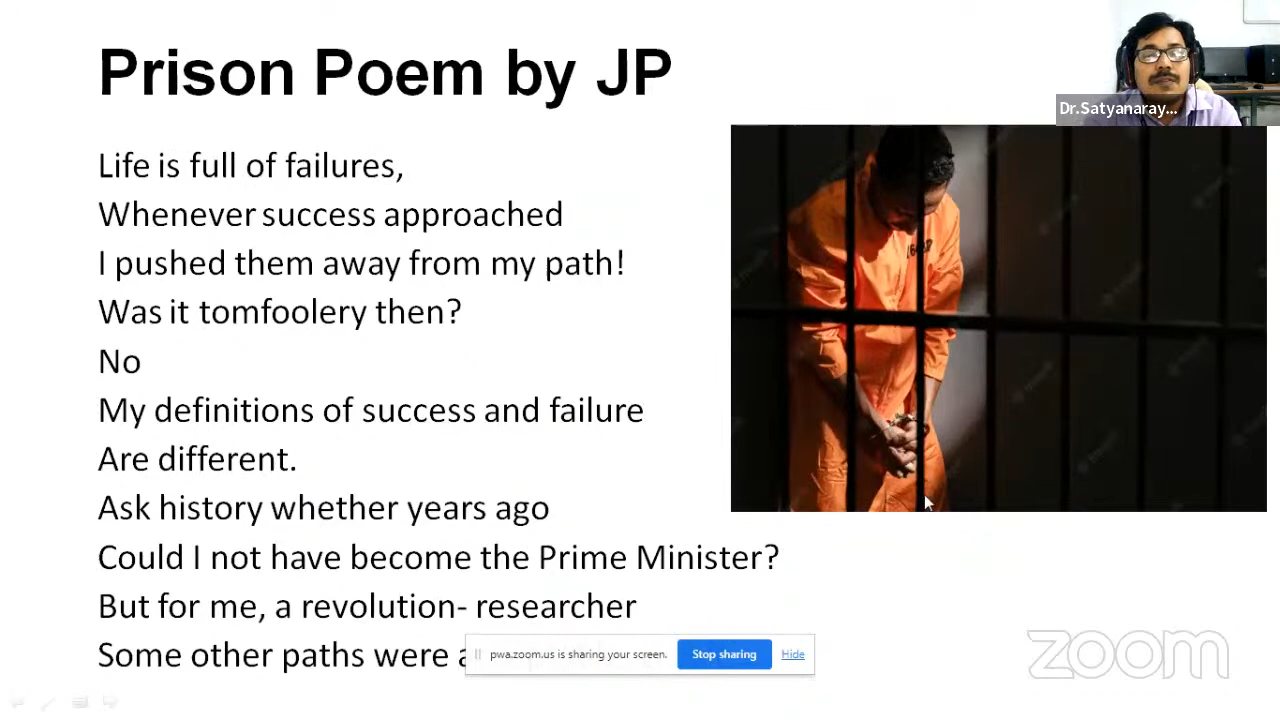 Prison Poem by JP
Dr.Satyanaray...
Life is full of failures,
Whenever success approached
I pushed them away from my path!
Was it tomfoolery then?
No
My definitions of success and failure
Are different.
Ask history whether years ago
Could I not have become the Prime Minister?
But for me, a revolution- researcher
Some other paths were
pwa.zoom.us is sharing your screen.
Stop sharing
Hide
zoom